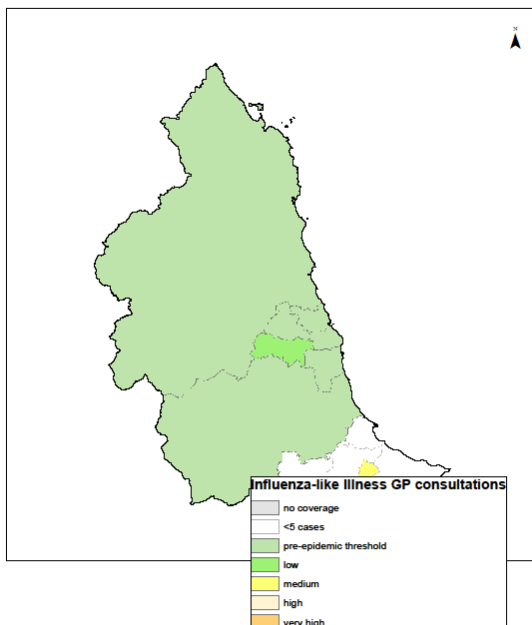 N
Influenza-like Illness GP consultations
no coverage
<5 cases
pre-epidemic threshold
low
medium
high
very high